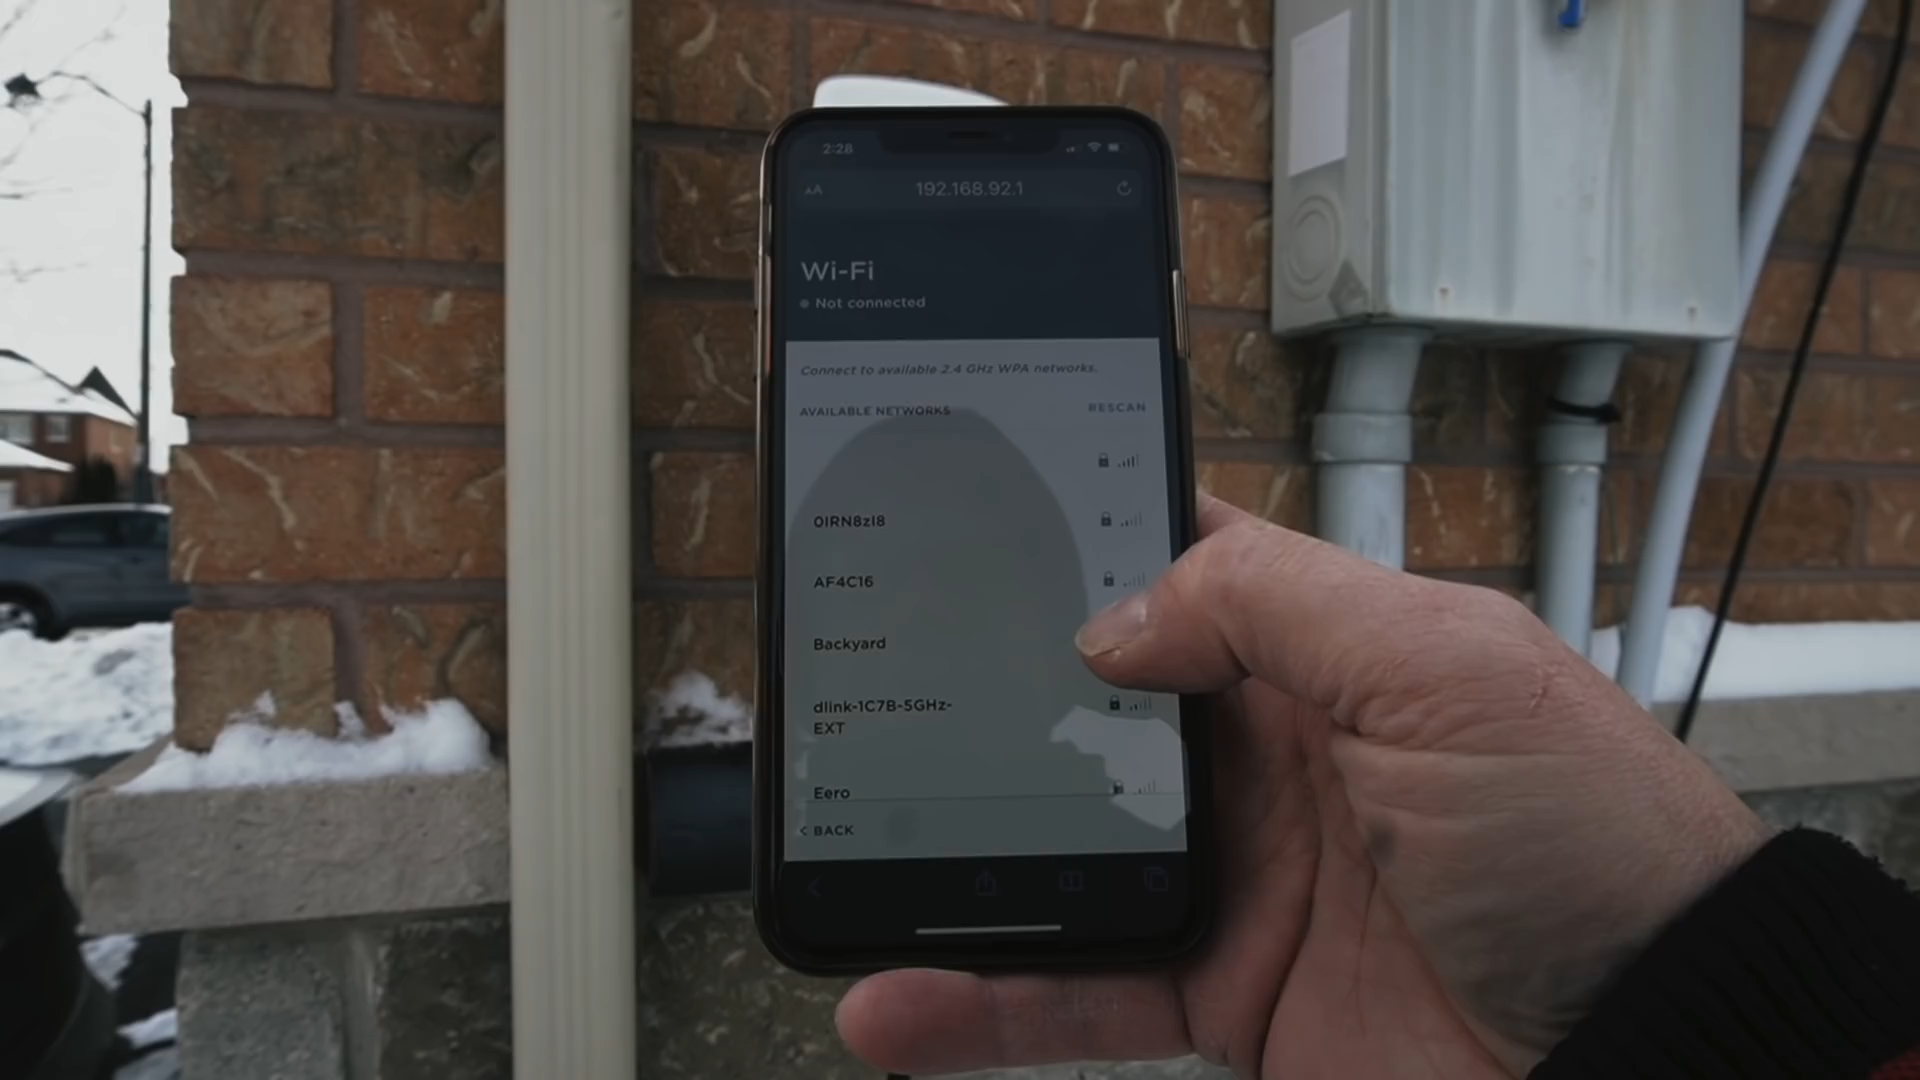 2:28
AA
192.168.92.1
Wi-Fi
Not connected
Connect to available 2.4 GHz WPA networks.
AVAILABLE NETWORKS
RESCAN
0IRN8zI8
AF4C16
Backyard
dlink-1C7B-5GHz-
EXT
Eero
< BACK